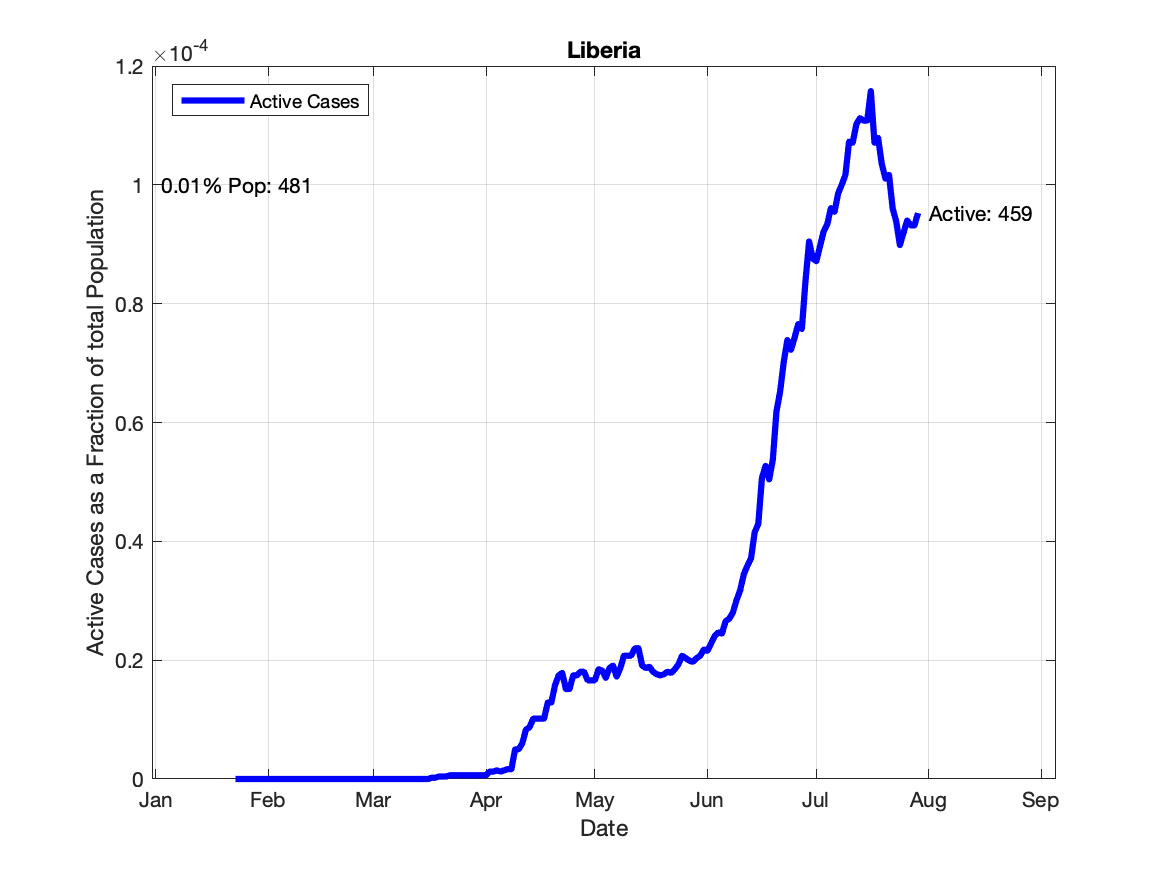 Liberia
×10-4
Active Cases
0.01% Pop: 481
Active: 459
Active Cases as a Fraction of total Population
1.2
1
0.8
0.6
0.4
0.2
0
Jan Feb Mar Apr May Jun Jul Aug Sep
Date